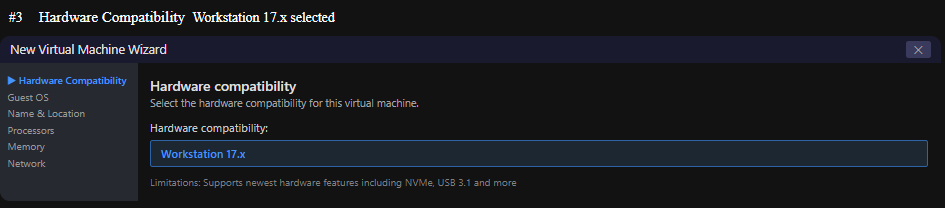 #3 Hardware Compatibility Workstation 17.x selected
New Virtual Machine Wizard ×
▶ Hardware Compatibility
Guest OS
Name & Location
Processors
Memory
Network
Hardware compatibility
Select the hardware compatibility for this virtual machine.
Hardware compatibility:
Workstation 17.x
Limitations: Supports newest hardware features including NVMe, USB 3.1 and more